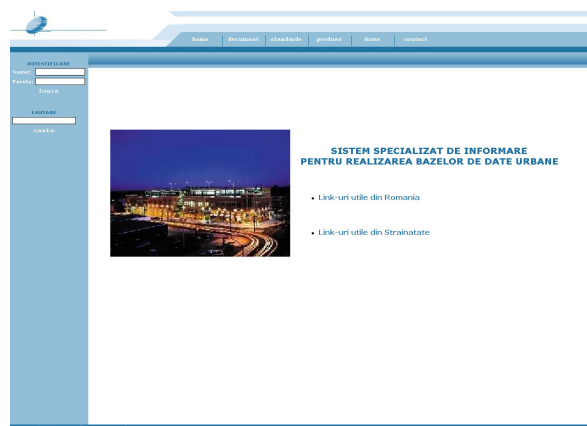 home document standarde produse firme contact
AUTENTIFICARE
Nume:
Parola:
login
CAUTARE
cauta
SISTEM SPECIALIZAT DE INFORMARE
PENTRU REALIZAREA BAZELOR DE DATE URBANE
Link-uri utile din Romania
Link-uri utile din Strainatate